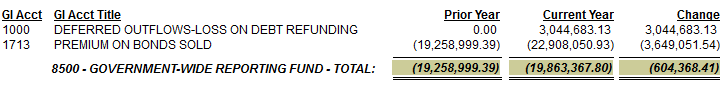 Gl Acct Gl Acct Title Prior Year Current Year Change
1000 DEFERRED OUTFLOWS-LOSS ON DEBT REFUNDING 0.00 3,044,683.13 3,044,683.13
1713 PREMIUM ON BONDS SOLD (19,258,999.39) (22,908,050.93) (3,649,051.54)
8500 - GOVERNMENT-WIDE REPORTING FUND - TOTAL: (19,258,999.39) (19,863,367.80) (604,368.41)